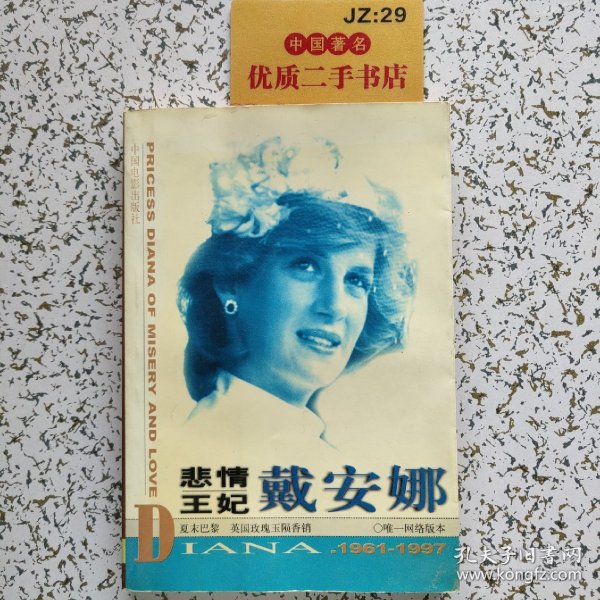 JZ:29
中国著名
优质二手书店
中国电影出版社
PRICESS DIANA OF MISERY AND LOVE
悲情
王妃
戴安娜
夏末巴黎 英国玫瑰玉陨香销
〇唯一网络版本
DIANA .1961-1997
孔夫子旧书网
www.kongfz.com